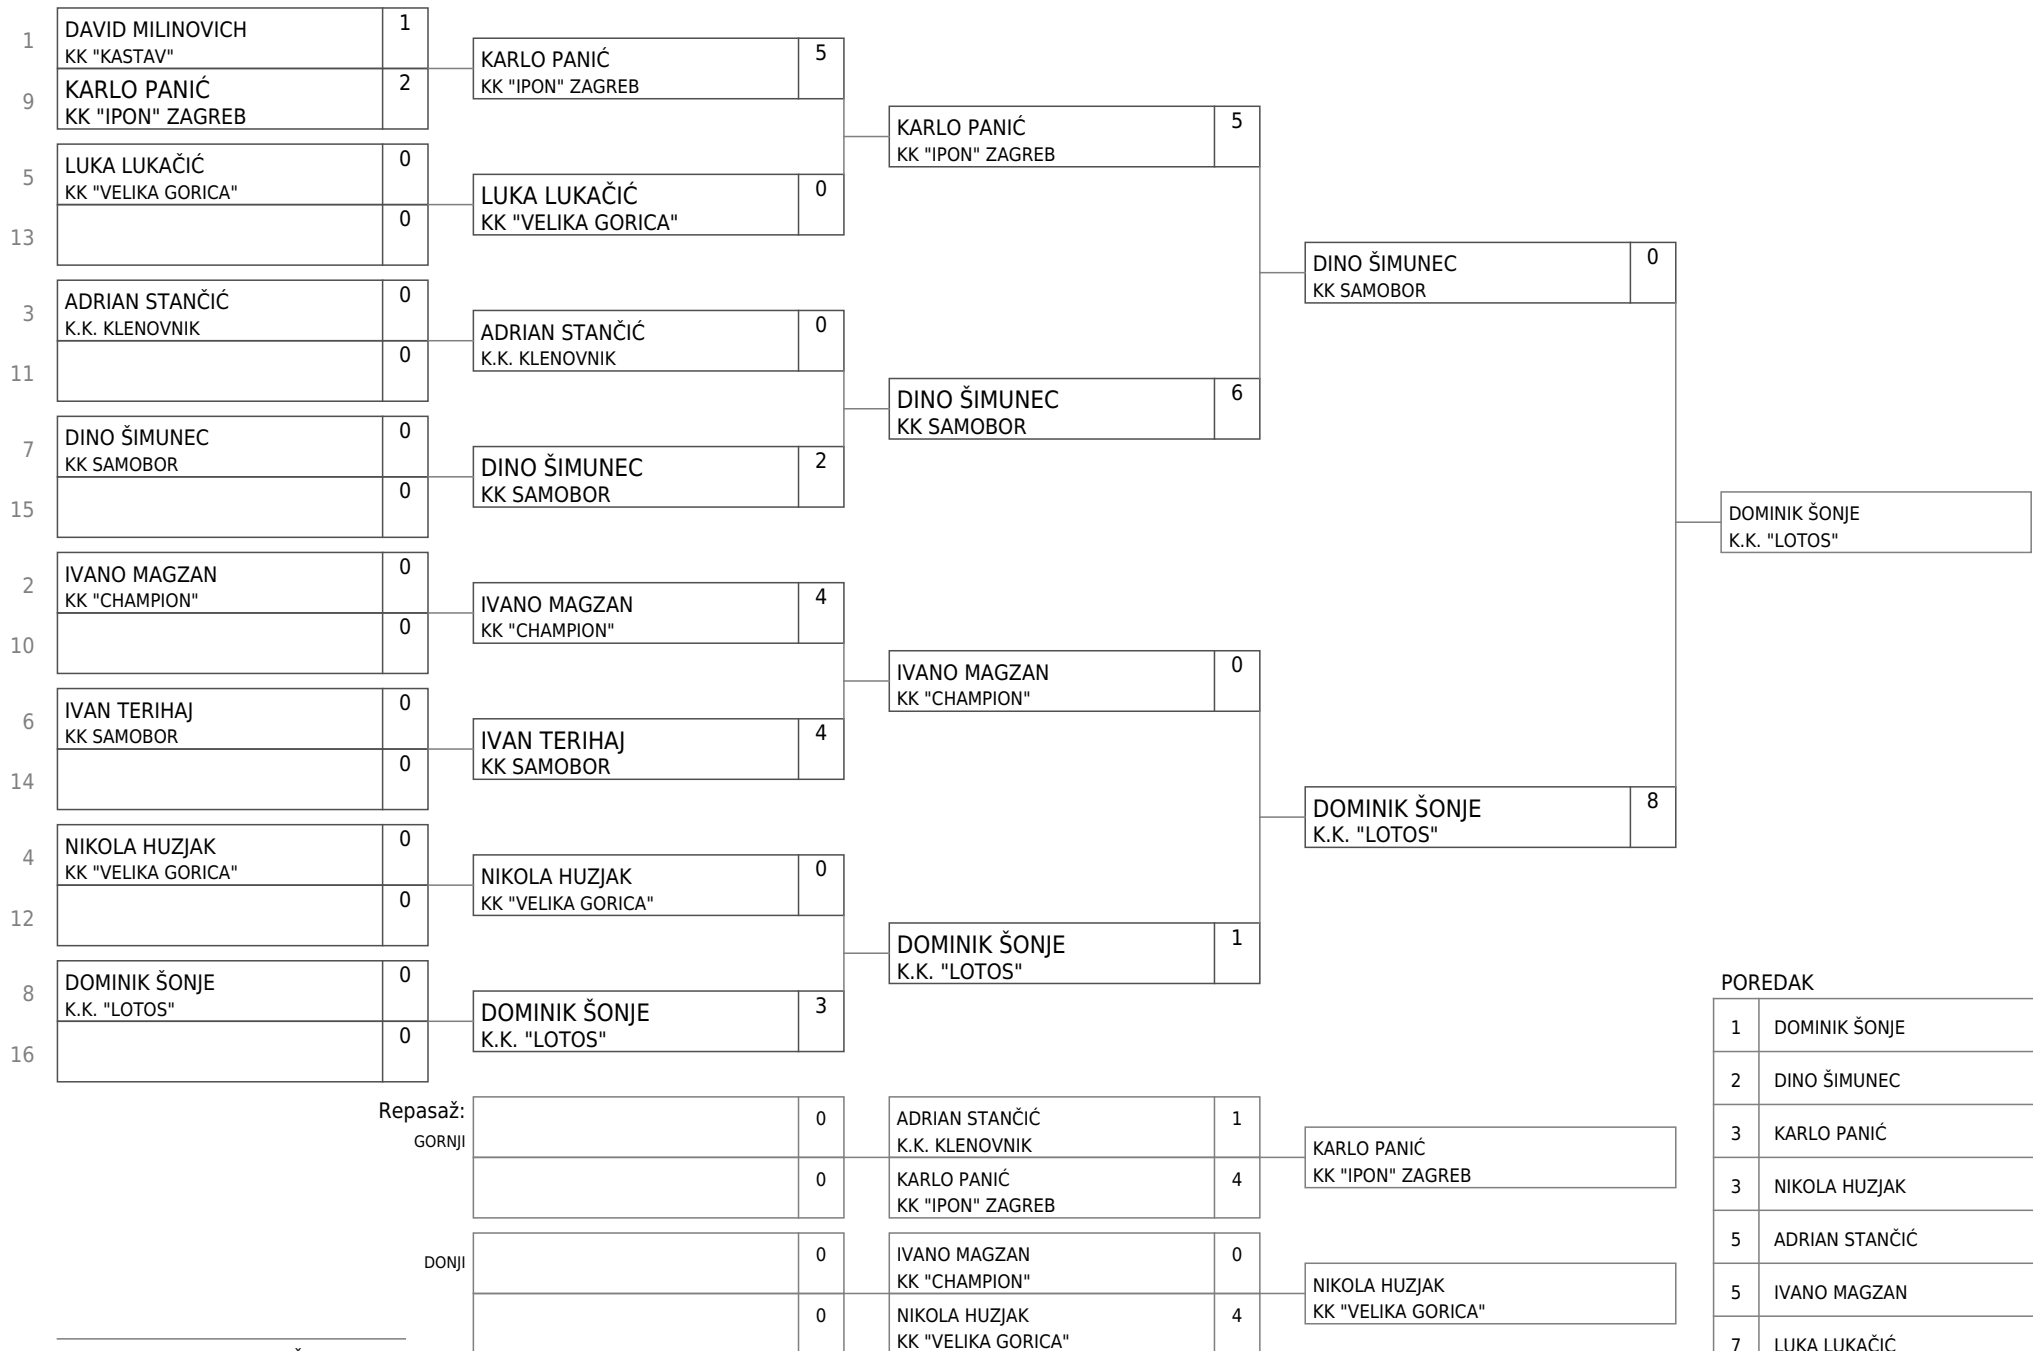 1
DAVID MILINOVICH
KK "KASTAV"
1
9
KARLO PANIĆ
KK "IPON" ZAGREB
2
5
LUKA LUKAČIĆ
KK "VELIKA GORICA"
0
13
0
3
ADRIAN STANČIĆ
K.K. KLENOVNIK
0
11
0
7
DINO ŠIMUNEC
KK SAMOBOR
0
15
0
2
IVANO MAGZAN
KK "CHAMPION"
0
10
0
6
IVAN TERIHAJ
KK SAMOBOR
0
14
0
4
NIKOLA HUZJAK
KK "VELIKA GORICA"
0
12
0
8
DOMINIK ŠONJE
K.K. "LOTOS"
0
16
0
KARLO PANIĆ
KK "IPON" ZAGREB
5
LUKA LUKAČIĆ
KK "VELIKA GORICA"
0
ADRIAN STANČIĆ
K.K. KLENOVNIK
0
DINO ŠIMUNEC
KK SAMOBOR
2
IVANO MAGZAN
KK "CHAMPION"
4
IVAN TERIHAJ
KK SAMOBOR
4
NIKOLA HUZJAK
KK "VELIKA GORICA"
0
DOMINIK ŠONJE
K.K. "LOTOS"
3
KARLO PANIĆ
KK "IPON" ZAGREB
5
DINO ŠIMUNEC
KK SAMOBOR
6
IVANO MAGZAN
KK "CHAMPION"
0
DOMINIK ŠONJE
K.K. "LOTOS"
1
DINO ŠIMUNEC
KK SAMOBOR
0
DOMINIK ŠONJE
K.K. "LOTOS"
8
DOMINIK ŠONJE
K.K. "LOTOS"
Repasaž:
GORNJI
0
0
ADRIAN STANČIĆ
K.K. KLENOVNIK
1
KARLO PANIĆ
KK "IPON" ZAGREB
4
KARLO PANIĆ
KK "IPON" ZAGREB
DONJI
0
0
IVANO MAGZAN
KK "CHAMPION"
0
NIKOLA HUZJAK
KK "VELIKA GORICA"
4
NIKOLA HUZJAK
KK "VELIKA GORICA"
POREDAK
1 DOMINIK ŠONJE
2 DINO ŠIMUNEC
3 KARLO PANIĆ
3 NIKOLA HUZJAK
5 ADRIAN STANČIĆ
5 IVANO MAGZAN
7 LUKA LUKAČIĆ